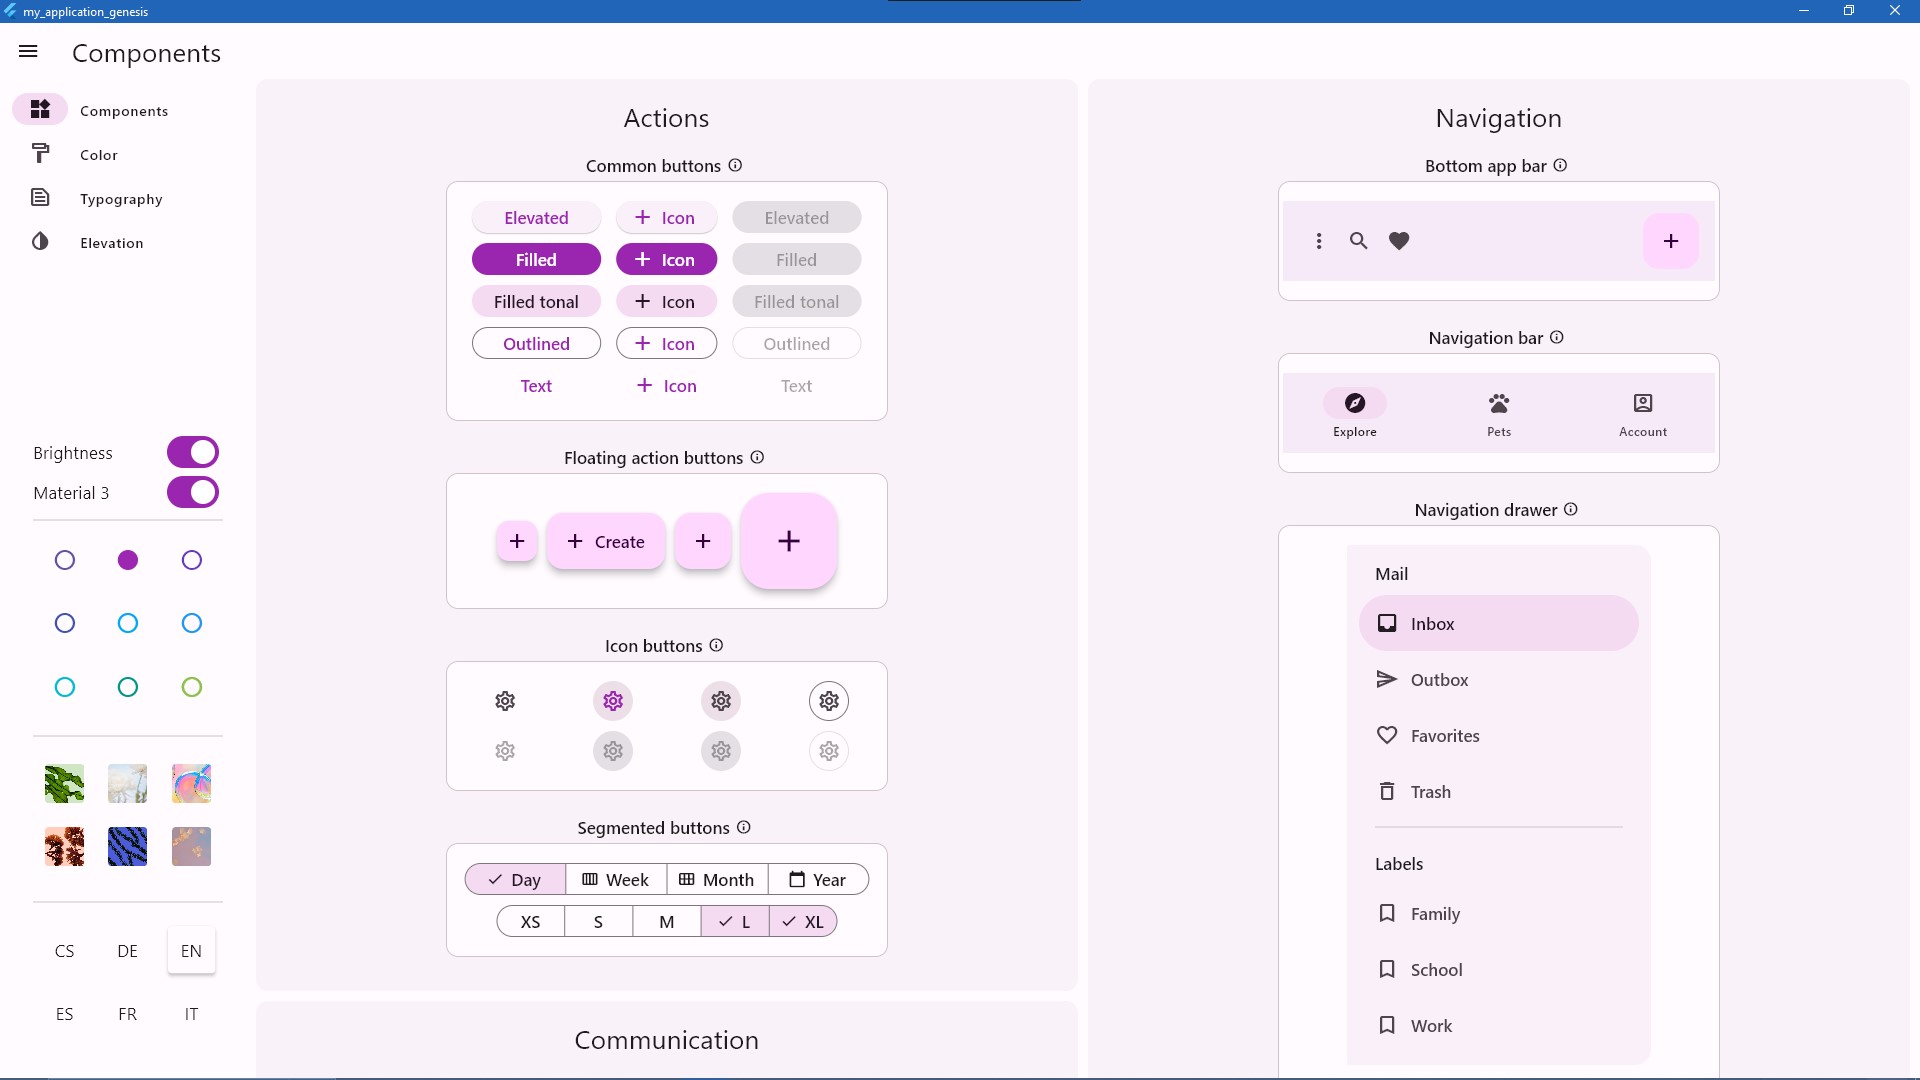 my_application_genesis
Components
Components
Color
Typography
Elevation
Brightness
Material 3
CS DE EN
ES FR IT
Actions
Common buttons
Elevated Icon Elevated
Filled Icon Filled
Filled tonal Icon Filled tonal
Outlined Icon Outlined
Text Icon Text
Floating action buttons
Create
Icon buttons
Segmented buttons
Day Week Month Year
XS S M L XL
Communication
Navigation
Bottom app bar
Navigation bar
Explore Pets Account
Navigation drawer
Mail
Inbox
Outbox
Favorites
Trash
Labels
Family
School
Work